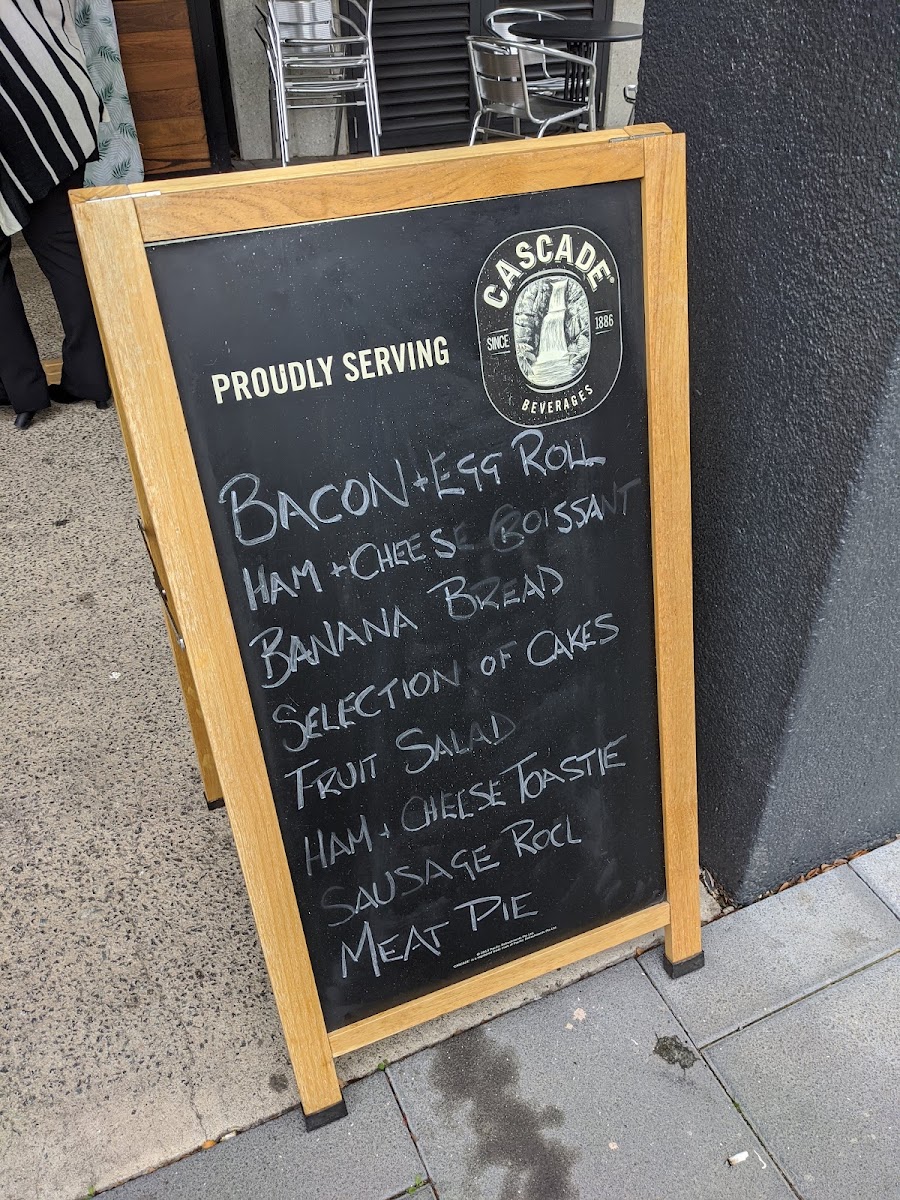 CASCADE®
SINCE 1886
BEVERAGES
PROUDLY SERVING
BACON + EGG ROLL
HAM + CHEESE CROISSANT
BANANA BREAD
SELECTION OF CAKES
FRUIT SALAD
HAM + CHEESE TOASTIE
SAUSAGE ROLL
MEAT PIE